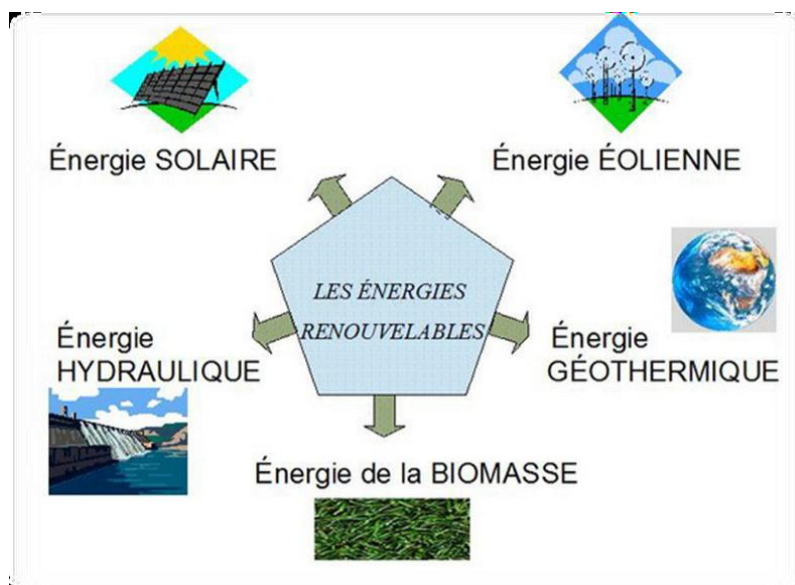 Énergie SOLAIRE
Énergie ÉOLIENNE
LES ÉNERGIES
RENOUVELABLES
Énergie
HYDRAULIQUE
Énergie
GÉOTHERMIQUE
Énergie de la BIOMASSE